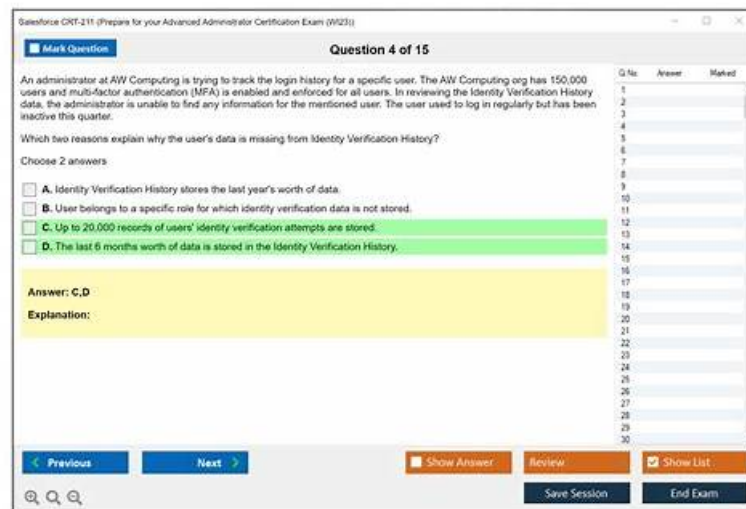 Salesforce CRT-211 (Prepare for your Advanced Administrator Certification Exam (WI23))
Mark Question
Question 4 of 15
An administrator at AW Computing is trying to track the login history for a specific user. The AW Computing org has 150,000
users and multi-factor authentication (MFA) is enabled and enforced for all users. In reviewing the Identity Verification History
data, the administrator is unable to find any information for the mentioned user. The user used to log in regularly but has been
inactive this quarter.
Which two reasons explain why the user's data is missing from Identity Verification History?
Choose 2 answers
A. Identity Verification History stores the last year's worth of data.
B. User belongs to a specific role for which identity verification data is not stored.
C. Up to 20,000 records of users' identity verification attempts are stored.
D. The last 6 months worth of data is stored in the Identity Verification History.
Answer: C,D
Explanation:
Q.No Answer Marked
1
2
3
4
5
6
7
8
9
10
11
12
13
14
15
16
17
18
19
20
21
22
23
24
25
26
27
28
29
30
Previous
Next
Show Answer
Review
Show List
Save Session
End Exam